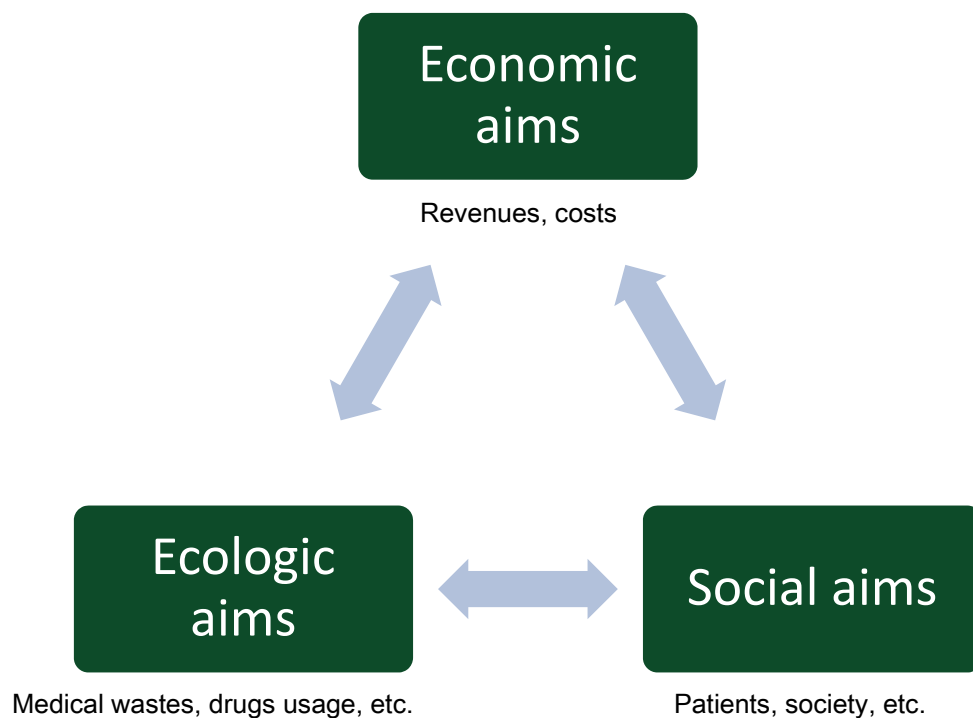 Economic
aims
Revenues, costs
Ecologic
aims
Social aims
Medical wastes, drugs usage, etc.
Patients, society, etc.